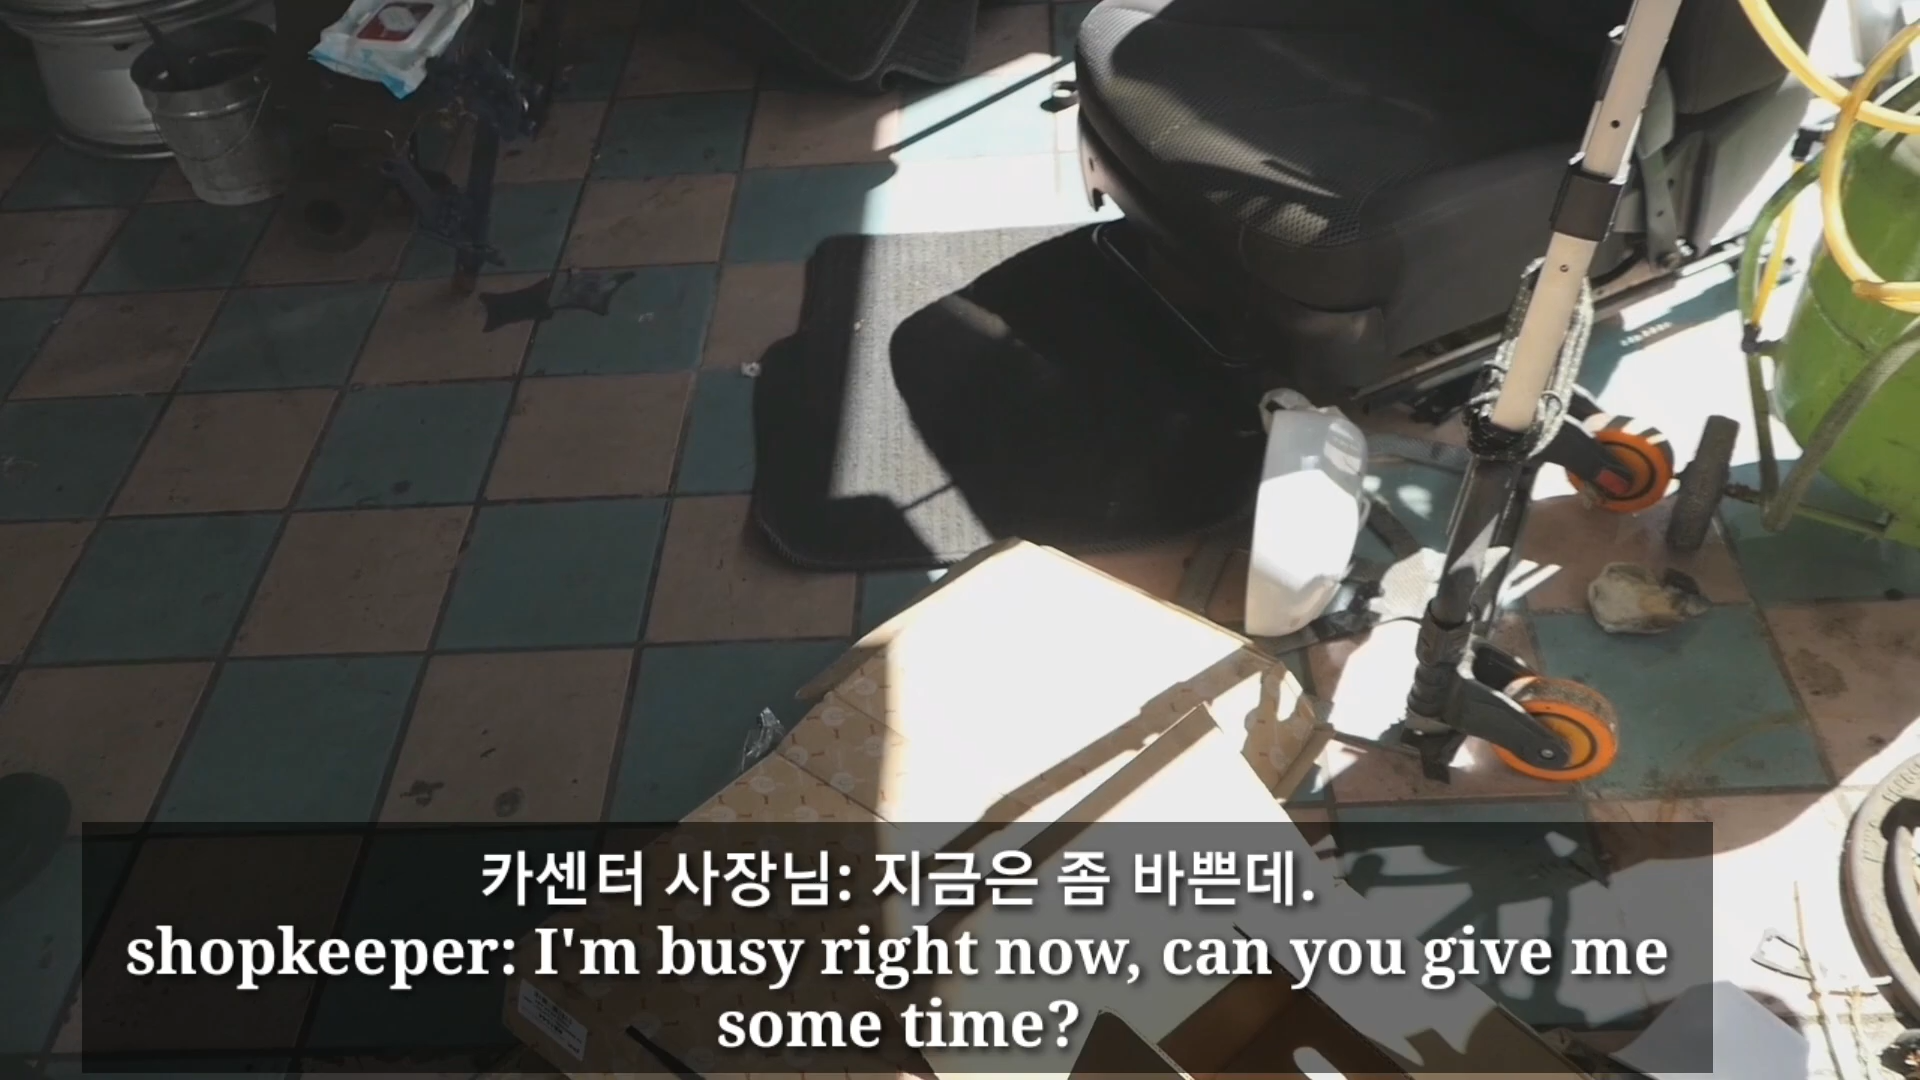 카센터 사장님: 지금은 좀 바쁜데.
shopkeeper: I'm busy right now, can you give me
some time?